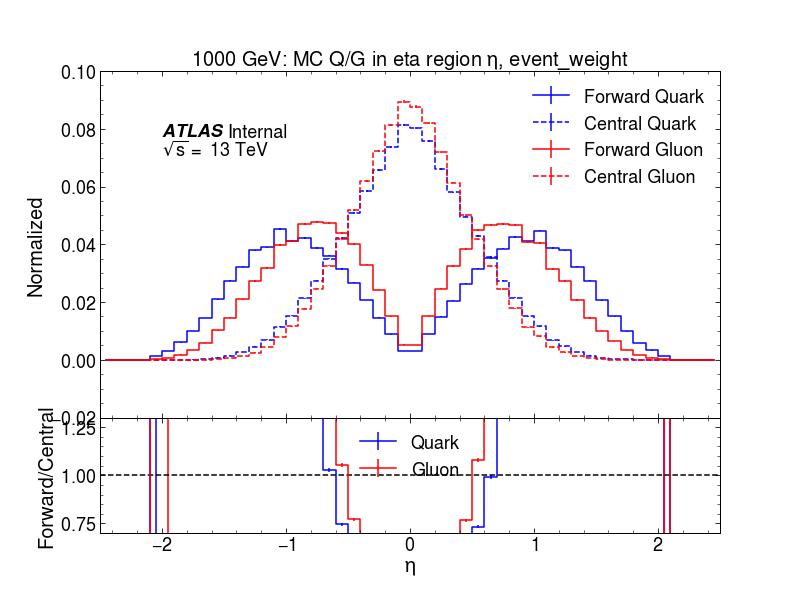 1000 GeV: MC Q/G in eta region η, event_weight
0.10
0.08
0.06
0.04
0.02
0.00
−0.02
Normalized
ATLAS Internal
√s = 13 TeV
Forward Quark
Central Quark
Forward Gluon
Central Gluon
1.25
1.00
0.75
Forward/Central
Quark
Gluon
−2
−1
0
1
2
η